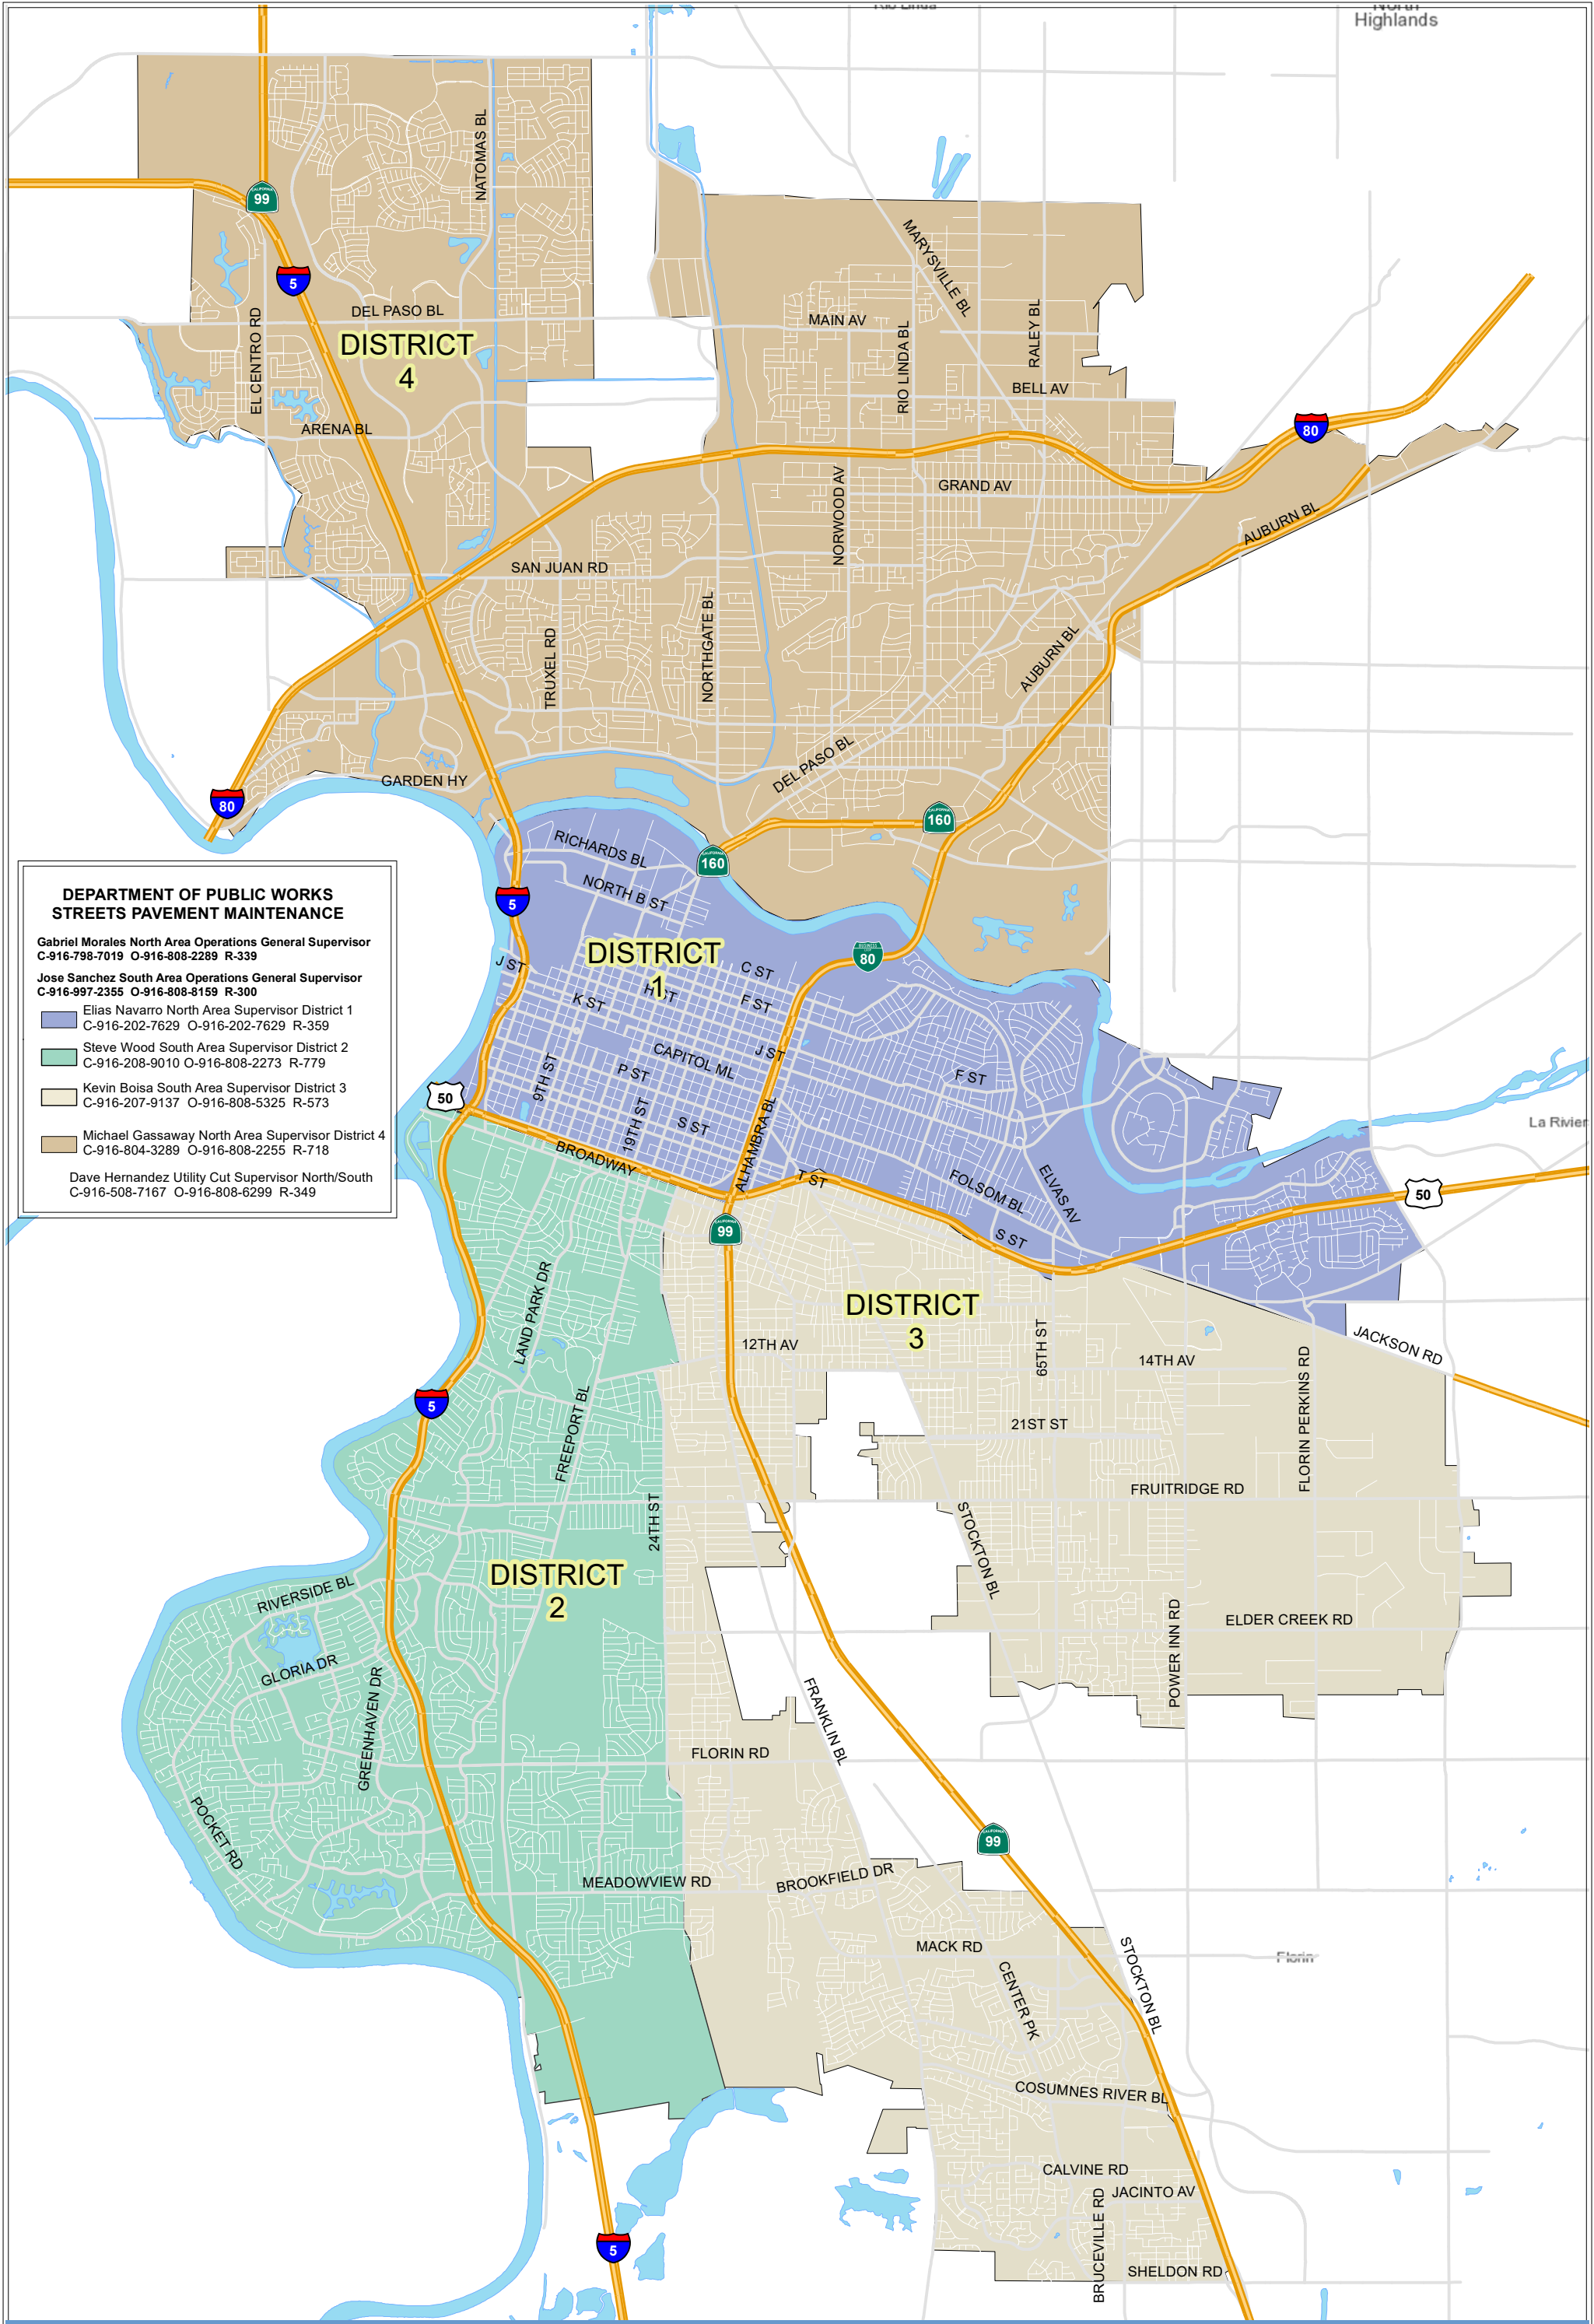 Rio Linda
North
Highlands
NATOMAS BL
CALIFORNIA
99
5
MARYSVILLE BL
DEL PASO BL
MAIN AV
RALEY BL
EL CENTRO RD
RIO LINDA BL
DISTRICT
4
BELL AV
ARENA BL
80
GRAND AV
NORWOOD AV
AUBURN BL
SAN JUAN RD
NORTHGATE BL
TRUXEL RD
AUBURN BL
DEL PASO BL
GARDEN HY
80
CALIFORNIA
160
RICHARDS BL
CALIFORNIA
160
NORTH B ST
5
DEPARTMENT OF PUBLIC WORKS
STREETS PAVEMENT MAINTENANCE
Gabriel Morales North Area Operations General Supervisor
C-916-798-7019 O-916-808-2289 R-339
Jose Sanchez South Area Operations General Supervisor
C-916-997-2355 O-916-808-8159 R-300
Elias Navarro North Area Supervisor District 1
C-916-202-7629 O-916-202-7629 R-359
Steve Wood South Area Supervisor District 2
C-916-208-9010 O-916-808-2273 R-779
Kevin Boisa South Area Supervisor District 3
C-916-207-9137 O-916-808-5325 R-573
Michael Gassaway North Area Supervisor District 4
C-916-804-3289 O-916-808-2255 R-718
Dave Hernandez Utility Cut Supervisor North/South
C-916-508-7167 O-916-808-6299 R-349
DISTRICT
1
BUSINESS
80
J ST
C ST
H ST
F ST
K ST
CAPITOL ML
J ST
9TH ST
P ST
F ST
50
19TH ST
S ST
ALHAMBRA BL
La Rivier
BROADWAY
T ST
FOLSOM BL
ELVAS AV
50
CALIFORNIA
99
S ST
LAND PARK DR
DISTRICT
3
12TH AV
65TH ST
14TH AV
JACKSON RD
FLORIN PERKINS RD
5
FREEPORT BL
21ST ST
FRUITRIDGE RD
24TH ST
STOCKTON BL
DISTRICT
2
RIVERSIDE BL
ELDER CREEK RD
POWER INN RD
GLORIA DR
GREENHAVEN DR
FRANKLIN BL
FLORIN RD
POCKET RD
CALIFORNIA
99
MEADOWVIEW RD
BROOKFIELD DR
MACK RD
STOCKTON BL
Florin
CENTER PK
COSUMNES RIVER BL
CALVINE RD
JACINTO AV
BRUCEVILLE RD
5
SHELDON RD